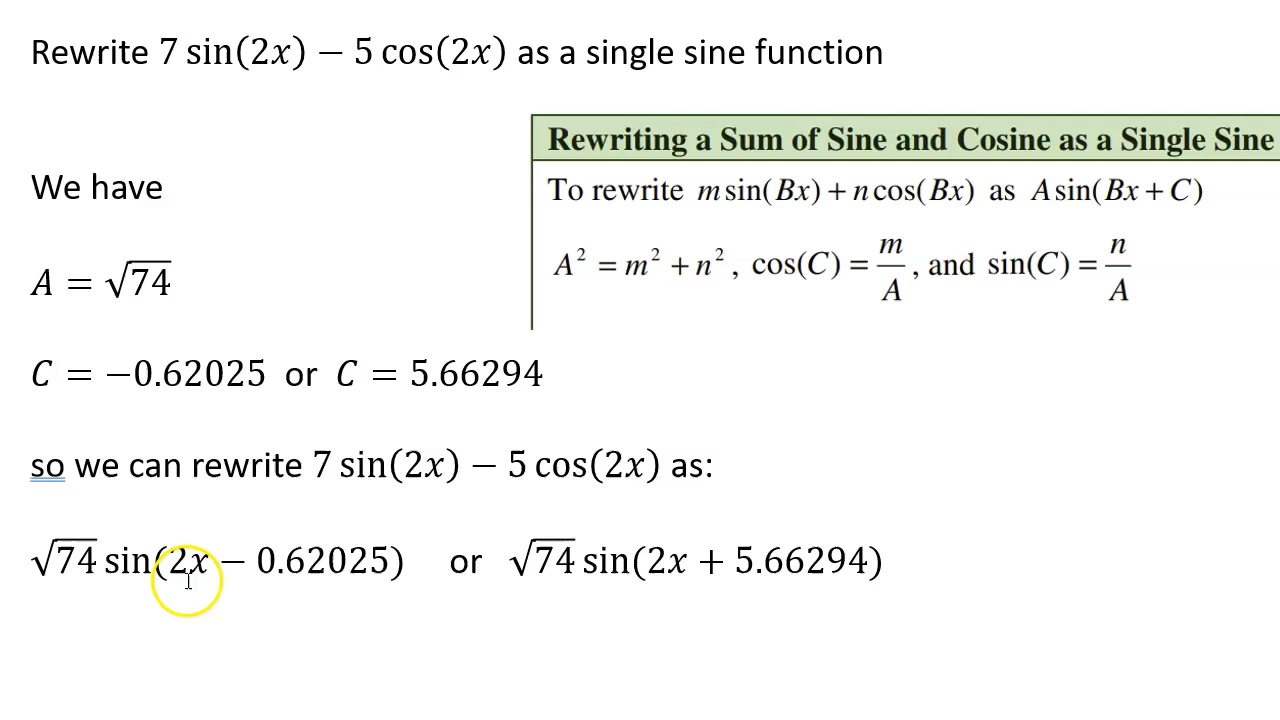 Rewrite 7 sin(2x) − 5 cos(2x) as a single sine function
Rewriting a Sum of Sine and Cosine as a Single Sine
To rewrite m sin(Bx) + n cos(Bx) as A sin(Bx + C)
A² = m² + n², cos(C) = m/A, and sin(C) = n/A
We have
A = √74
C = −0.62025 or C = 5.66294
so we can rewrite 7 sin(2x) − 5 cos(2x) as:
√74 sin(2x − 0.62025) or √74 sin(2x + 5.66294)